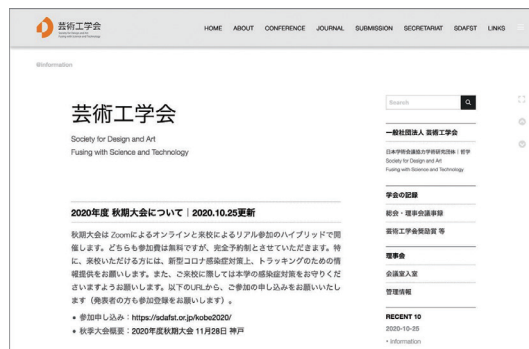 芸術工学会
Society for Design and Art
Fusing with Science and Technology
HOME ABOUT CONFERENCE JOURNAL SUBMISSION SECRETARIAT SDAFST LINKS
@Information
芸術工学会
Society for Design and Art
Fusing with Science and Technology
2020年度 秋期大会について｜2020.10.25更新
秋期大会は Zoomによるオンラインと来校によるリアル参加のハイブリッドで開
催します。どちらも参加費は無料ですが、完全予約制とさせていただきます。特
に、来校いただける方には、新型コロナ感染症対策上、トラッキングのための情
報提供をお願いします。また、ご来校に際しては本学の感染症対策をお守りくだ
さいますようお願いします。以下のURLから、ご参加の申し込みをお願いいたし
ます（発表者の方も参加登録をお願いします）。
• 参加申し込み：https://sdafst.or.jp/kobe2020/
• 秋季大会概要：2020年度秋期大会 11月28日 神戸
Search
一般社団法人 芸術工学会
日本学術会議協力学術研究団体｜哲学
Society for Design and Art
Fusing with Science and Technology
学会の記録
総会・理事会議事録
芸術工学会奨励賞 等
理事会
会議室入室
管理情報
RECENT 10
2020-10-25
• Information